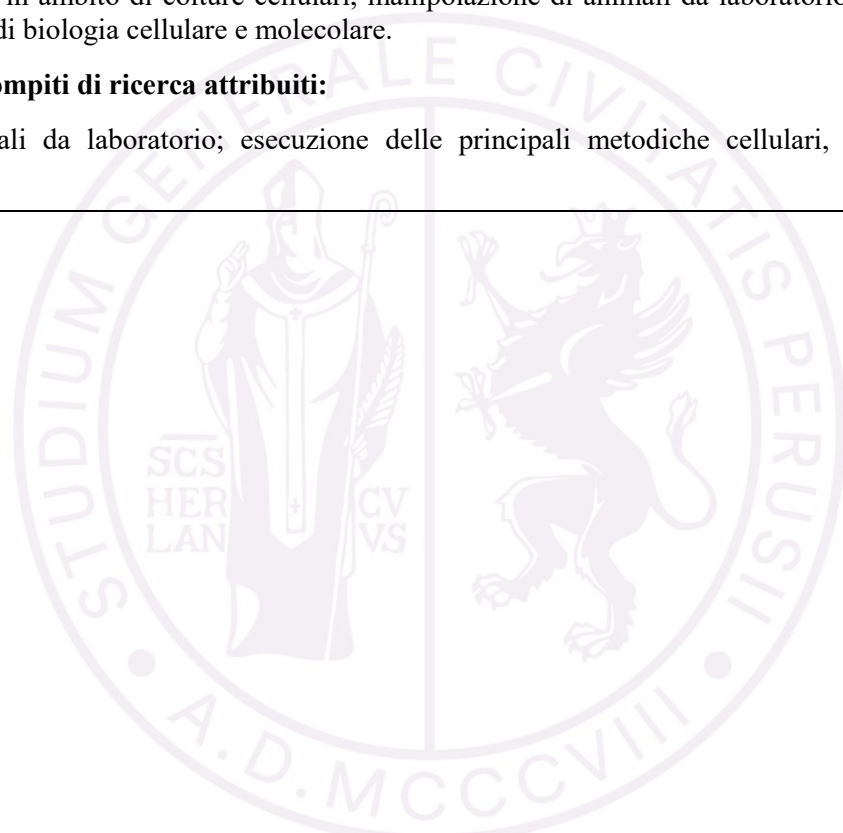 in ambito di colture cellulari, manipolazione di animali da laboratorio
di biologia cellulare e molecolare.
ompiti di ricerca attribuiti:
ali da laboratorio; esecuzione delle principali metodiche cellulari,
STUDIUM GENERALE CIVITATIS PERUSII
SCS
HER
LAN
CV
VS
A.D. MCCCVIII